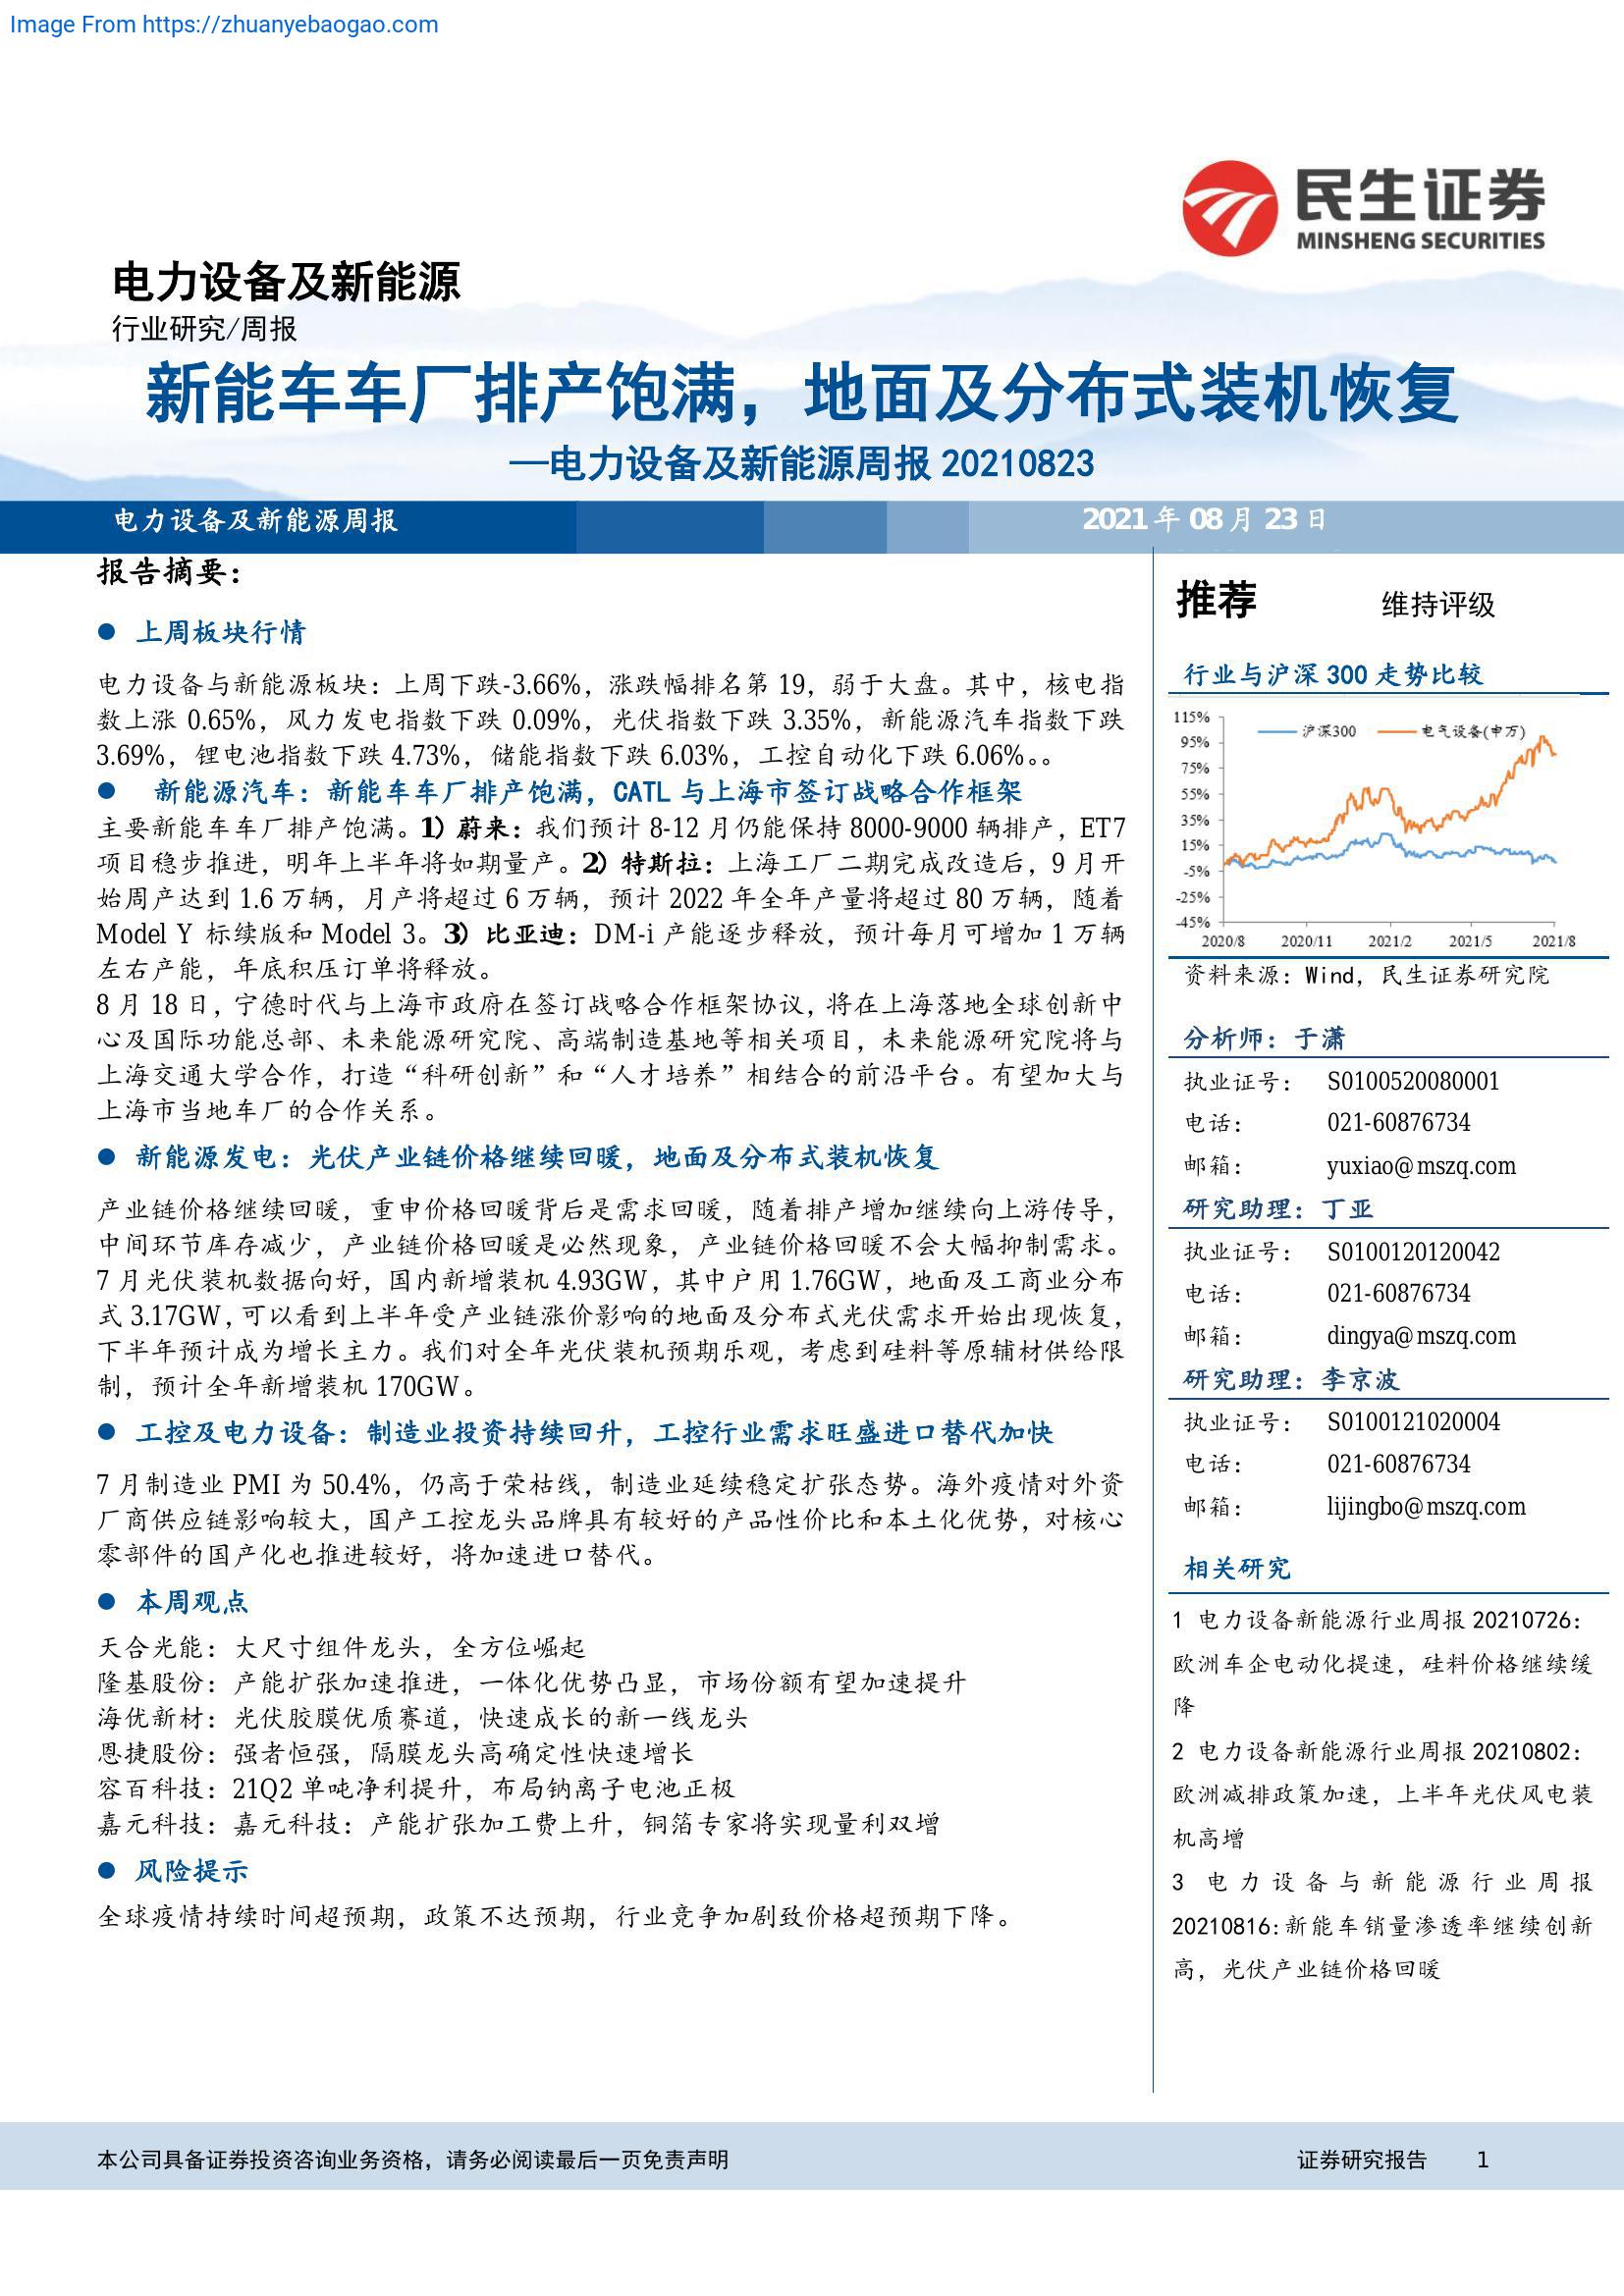 Image From https://zhuanyebaogao.com
民生证券
MINSHENG SECURITIES
电力设备及新能源
行业研究/周报
新能车车厂排产饱满，地面及分布式装机恢复
—电力设备及新能源周报 20210823
电力设备及新能源周报
2021 年 08 月 23 日
报告摘要：
● 上周板块行情
电力设备与新能源板块：上周下跌-3.66%，涨跌幅排名第 19，弱于大盘。其中，核电指
数上涨 0.65%，风力发电指数下跌 0.09%，光伏指数下跌 3.35%，新能源汽车指数下跌
3.69%，锂电池指数下跌 4.73%，储能指数下跌 6.03%，工控自动化下跌 6.06%。。
● 新能源汽车：新能车车厂排产饱满，CATL 与上海市签订战略合作框架
主要新能车车厂排产饱满。1）蔚来：我们预计 8-12 月仍能保持 8000-9000 辆排产，ET7
项目稳步推进，明年上半年将如期量产。2）特斯拉：上海工厂二期完成改造后，9 月开
始周产达到 1.6 万辆，月产将超过 6 万辆，预计 2022 年全年产量将超过 80 万辆，随着
Model Y 标续版和 Model 3。3）比亚迪：DM-i 产能逐步释放，预计每月可增加 1 万辆
左右产能，年底积压订单将释放。
8 月 18 日，宁德时代与上海市政府在签订战略合作框架协议，将在上海落地全球创新中
心及国际功能总部、未来能源研究院、高端制造基地等相关项目，未来能源研究院将与
上海交通大学合作，打造“科研创新”和“人才培养”相结合的前沿平台。有望加大与
上海市当地车厂的合作关系。
● 新能源发电：光伏产业链价格继续回暖，地面及分布式装机恢复
产业链价格继续回暖，重申价格回暖背后是需求回暖，随着排产增加继续向上游传导，
中间环节库存减少，产业链价格回暖是必然现象，产业链价格回暖不会大幅抑制需求。
7 月光伏装机数据向好，国内新增装机 4.93GW，其中户用 1.76GW，地面及工商业分布
式 3.17GW，可以看到上半年受产业链涨价影响的地面及分布式光伏需求开始出现恢复，
下半年预计成为增长主力。我们对全年光伏装机预期乐观，考虑到硅料等原辅材供给限
制，预计全年新增装机 170GW。
● 工控及电力设备：制造业投资持续回升，工控行业需求旺盛进口替代加快
7 月制造业 PMI 为 50.4%，仍高于荣枯线，制造业延续稳定扩张态势。海外疫情对外资
厂商供应链影响较大，国产工控龙头品牌具有较好的产品性价比和本土化优势，对核心
零部件的国产化也推进较好，将加速进口替代。
● 本周观点
天合光能：大尺寸组件龙头，全方位崛起
隆基股份：产能扩张加速推进，一体化优势凸显，市场份额有望加速提升
海优新材：光伏胶膜优质赛道，快速成长的新一线龙头
恩捷股份：强者恒强，隔膜龙头高确定性快速增长
容百科技：21Q2 单吨净利提升，布局钠离子电池正极
嘉元科技：嘉元科技：产能扩张加工费上升，铜箔专家将实现量利双增
● 风险提示
全球疫情持续时间超预期，政策不达预期，行业竞争加剧致价格超预期下降。
推荐 维持评级
行业与沪深 300 走势比较
沪深300 电气设备(申万)
115%
95%
75%
55%
35%
15%
-5%
-25%
-45%
2020/8 2020/11 2021/2 2021/5 2021/8
资料来源：Wind，民生证券研究院
分析师：于潇
执业证号： S0100520080001
电话： 021-60876734
邮箱： yuxiao@mszq.com
研究助理：丁亚
执业证号： S0100120120042
电话： 021-60876734
邮箱： dingya@mszq.com
研究助理：李京波
执业证号： S0100121020004
电话： 021-60876734
邮箱： lijingbo@mszq.com
相关研究
1 电力设备新能源行业周报 20210726：
欧洲车企电动化提速，硅料价格继续缓
降
2 电力设备新能源行业周报 20210802：
欧洲减排政策加速，上半年光伏风电装
机高增
3 电力设备与新能源行业周报
20210816:新能车销量渗透率继续创新
高，光伏产业链价格回暖
本公司具备证券投资咨询业务资格，请务必阅读最后一页免责声明
证券研究报告 1